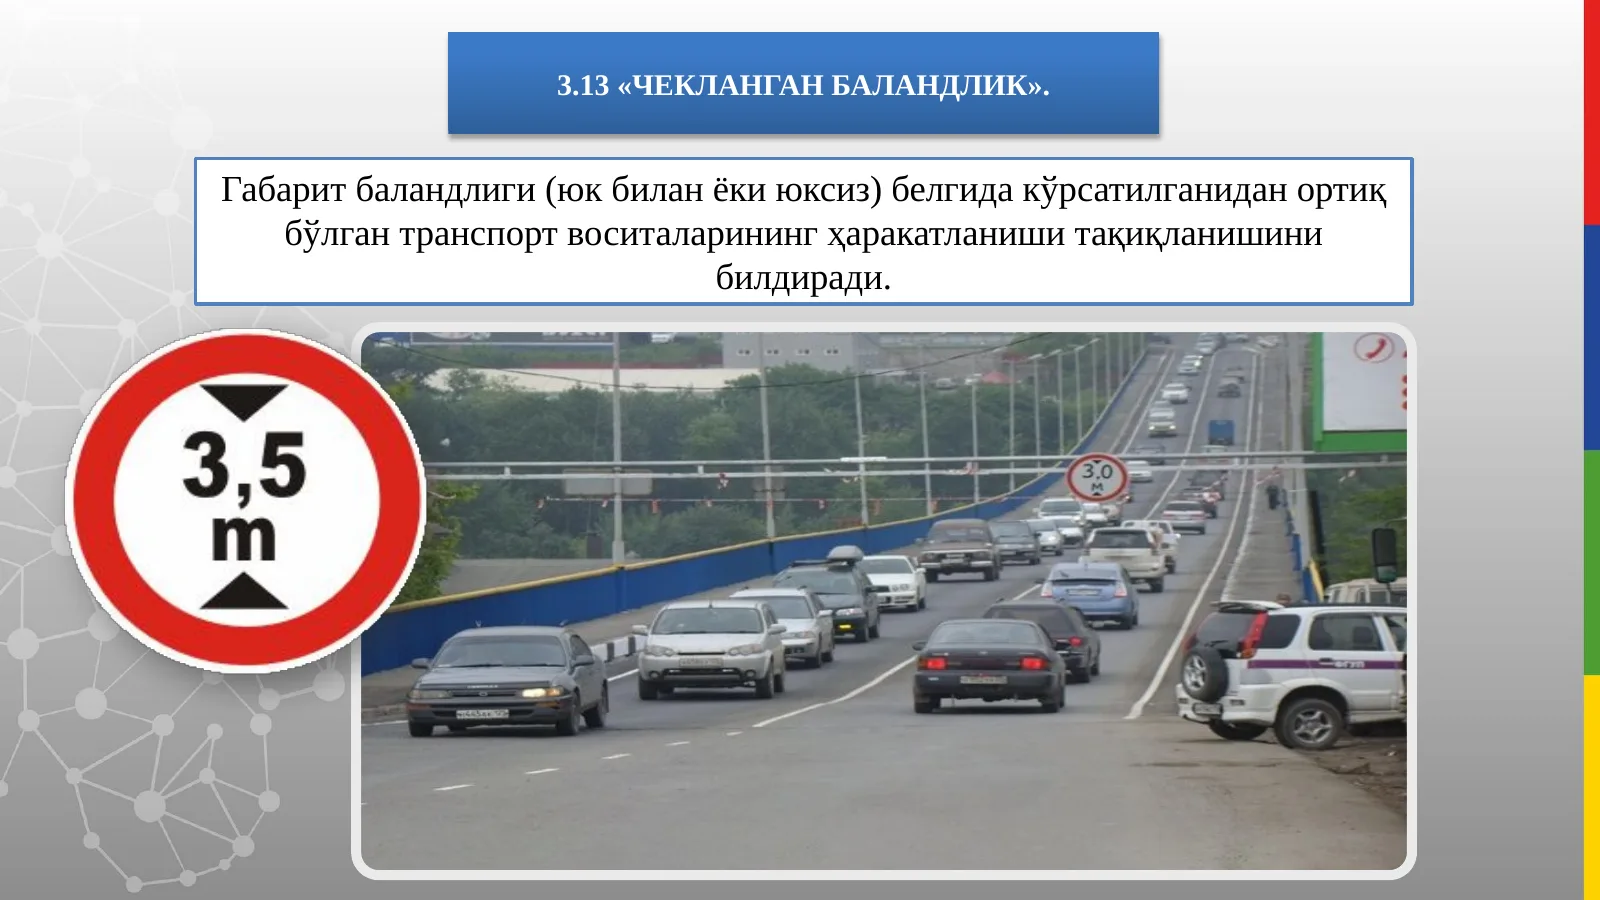 3.13 «ЧЕКЛАНГАН БАЛАНДЛИК».
Габарит баландлиги (юк билан ёки юксиз) белгида кўрсатилганидан ортиқ
бўлган транспорт воситаларининг ҳаракатланиши тақиқланишини
билдиради.
3,5
m
3,0
м
ФГУП